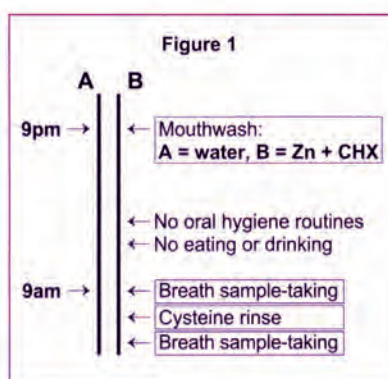 Figure 1
A B
9pm → ← Mouthwash:
A = water, B = Zn + CHX
← No oral hygiene routines
← No eating or drinking
9am → ← Breath sample-taking
← Cysteine rinse
← Breath sample-taking